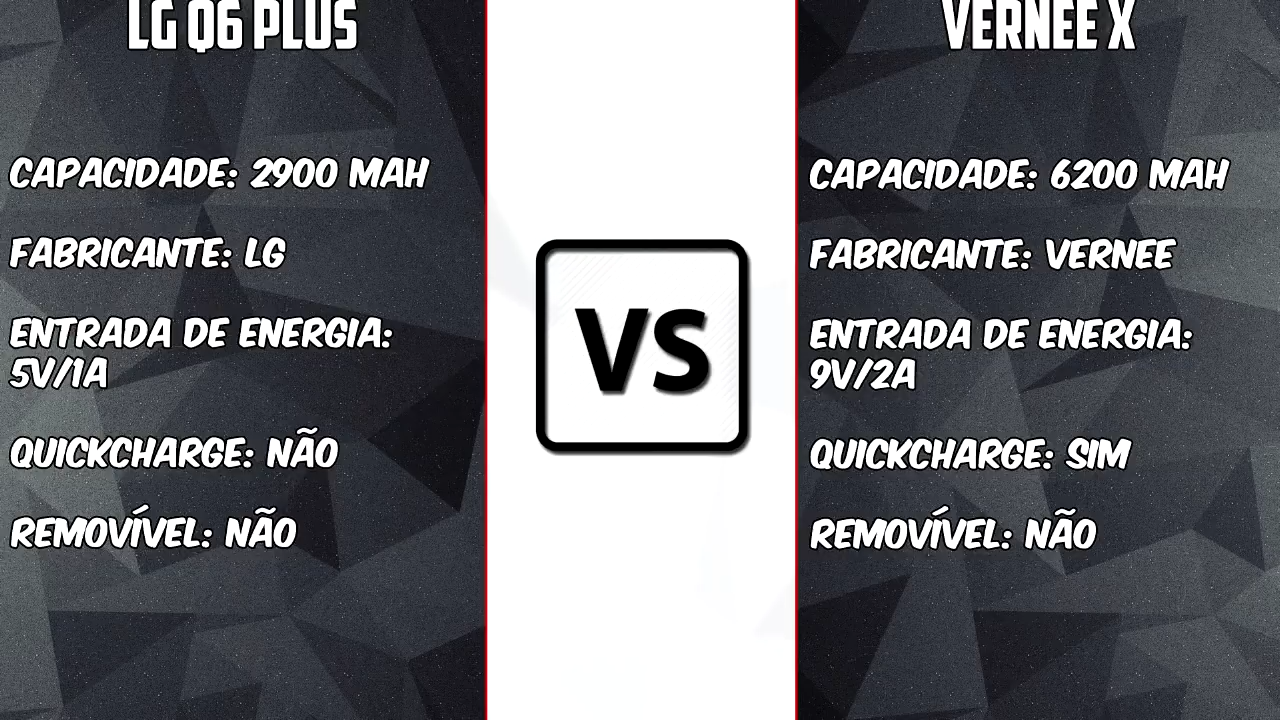 LG Q6 PLUS
CAPACIDADE: 2900 MAH
FABRICANTE: LG
ENTRADA DE ENERGIA:
5V/1A
QUICKCHARGE: NÃO
REMOVÍVEL: NÃO
VS
VERNEE X
CAPACIDADE: 6200 MAH
FABRICANTE: VERNEE
ENTRADA DE ENERGIA:
9V/2A
QUICKCHARGE: SIM
REMOVÍVEL: NÃO